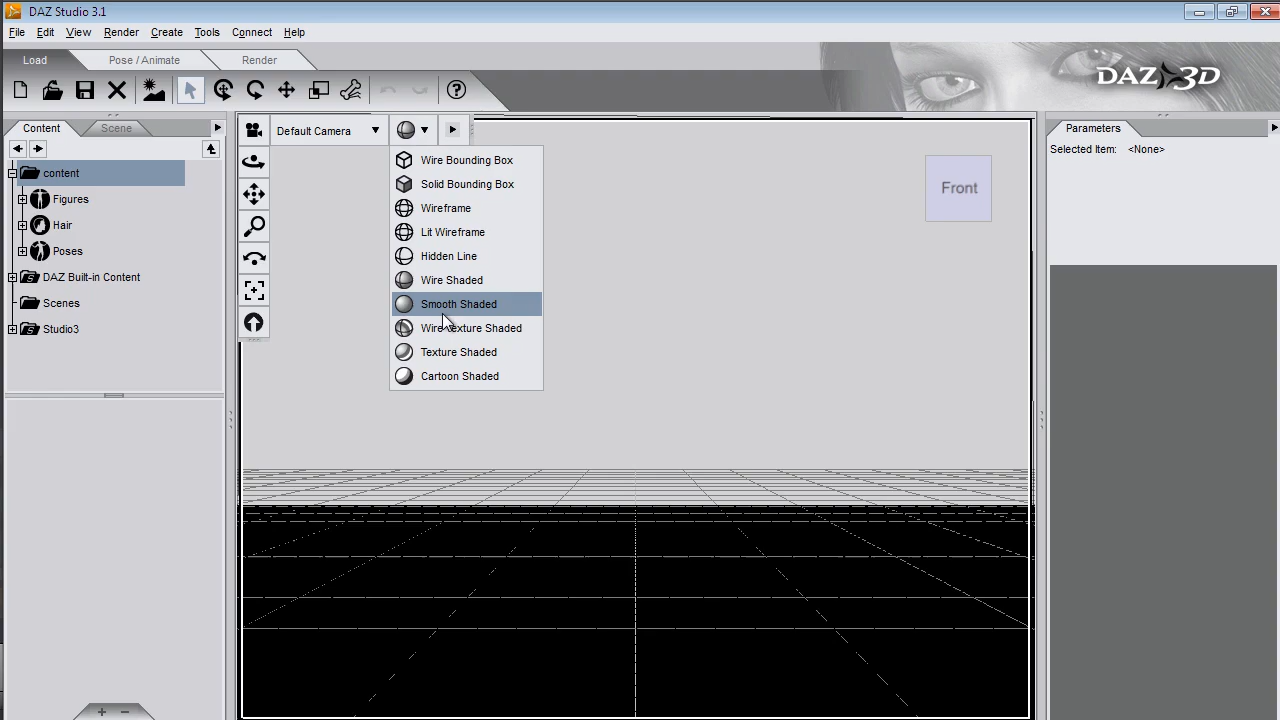 DAZ Studio 3.1
File Edit View Render Create Tools Connect Help
Load Pose / Animate Render
DAZ 3D
Content Scene
content
Figures
Hair
Poses
DAZ Built-in Content
Scenes
Studio3
Default Camera
Wire Bounding Box
Solid Bounding Box
Wireframe
Lit Wireframe
Hidden Line
Wire Shaded
Smooth Shaded
Wire Texture Shaded
Texture Shaded
Cartoon Shaded
Front
Parameters
Selected Item: <None>